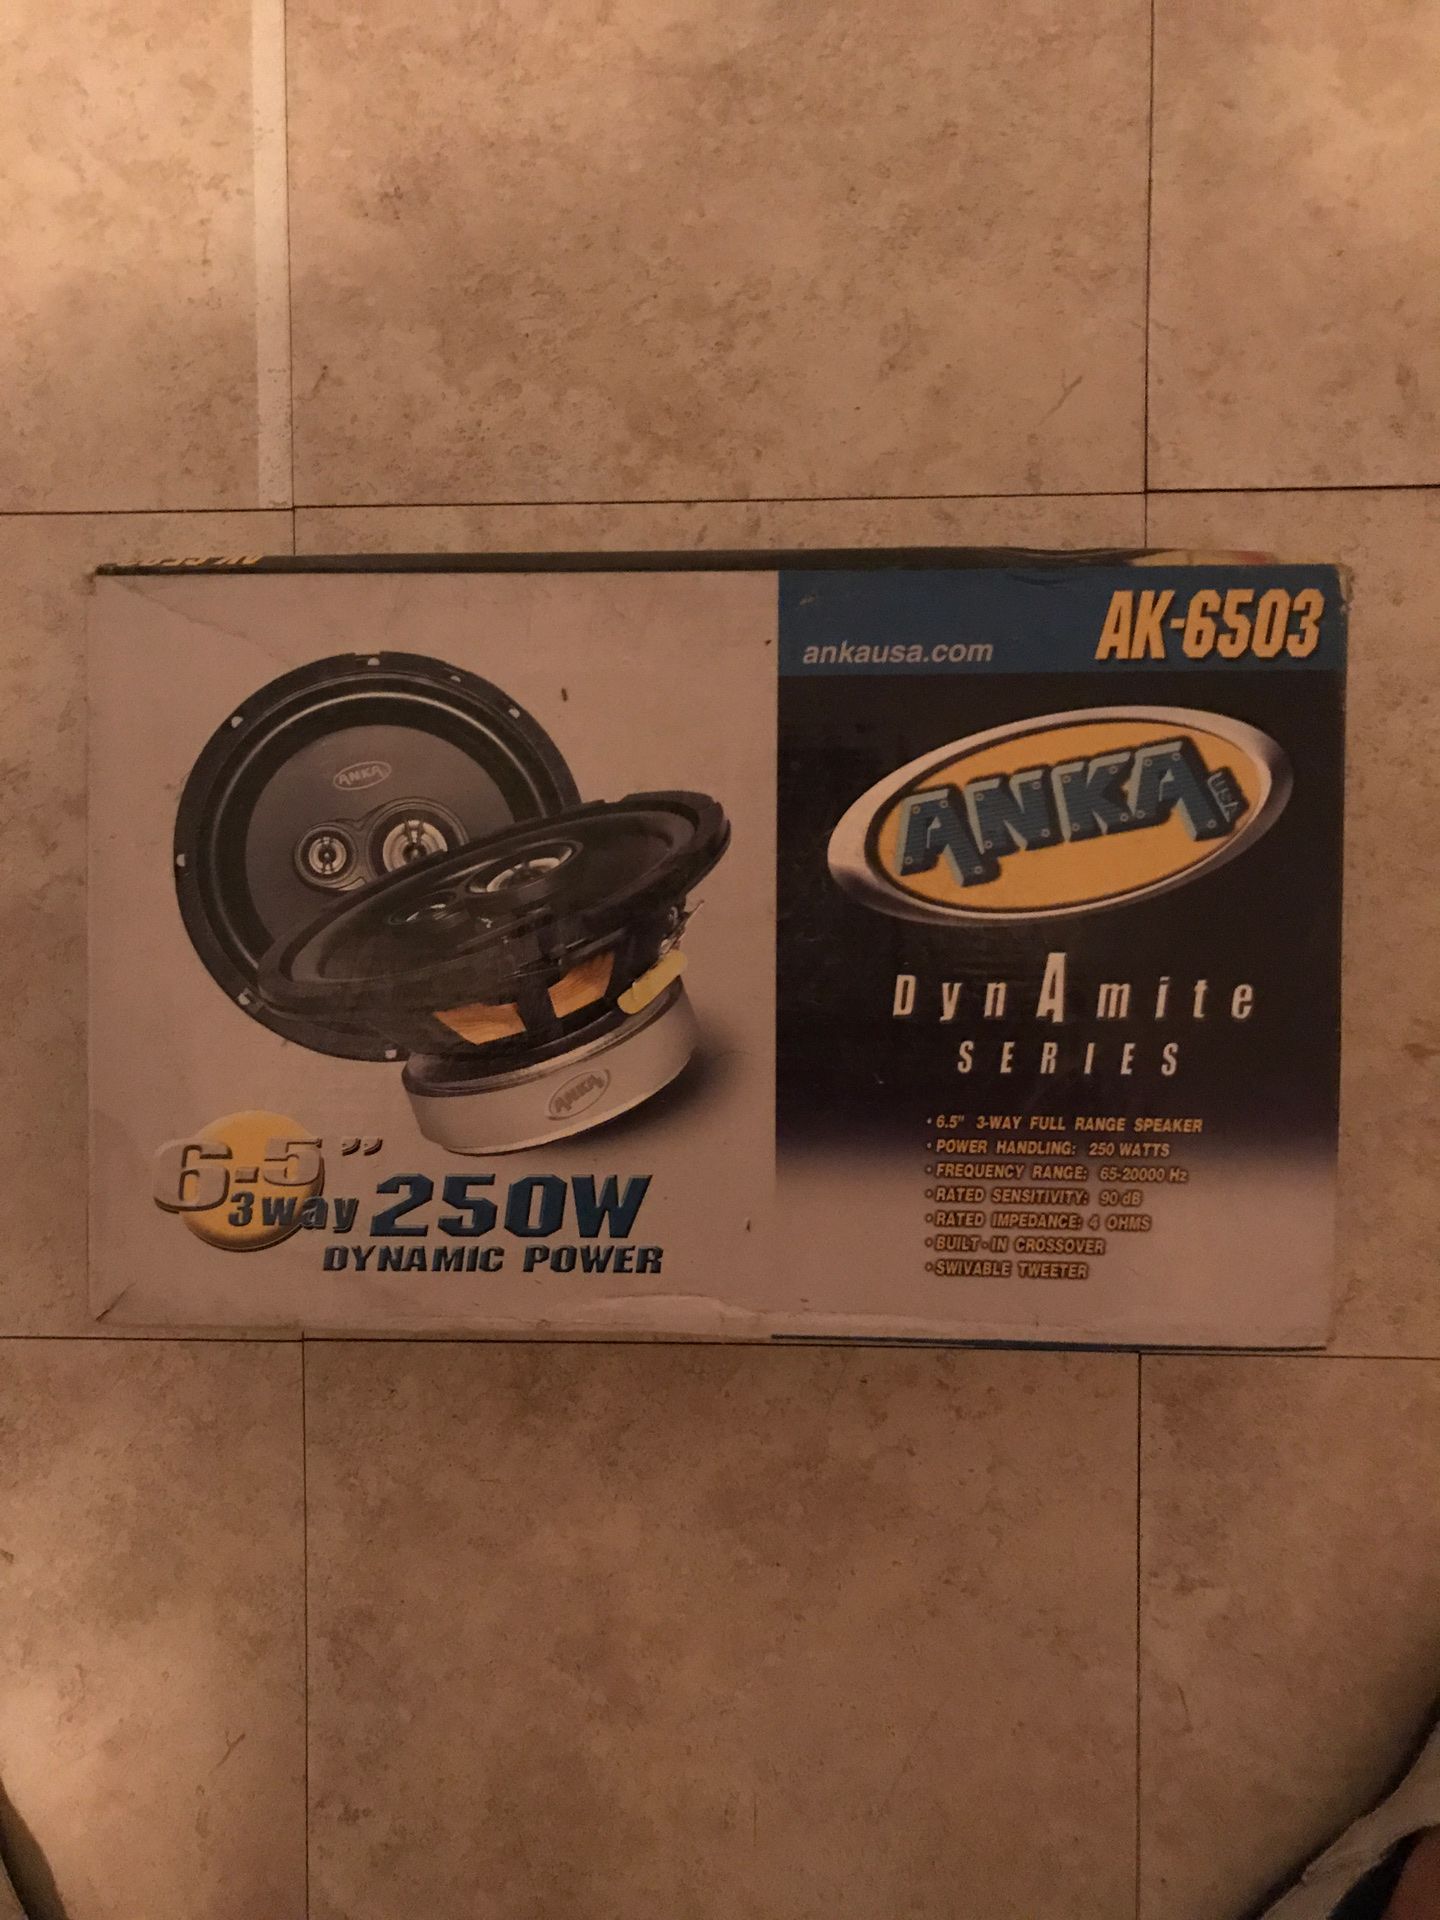 ankausa.com
AK-6503
ANKA
ANKA USA
DynAmite
SERIES
ANKA
6.5"
3way 250W
DYNAMIC POWER
• 6.5" 3-WAY FULL RANGE SPEAKER
• POWER HANDLING: 250 WATTS
• FREQUENCY RANGE: 65-20000 Hz
• RATED SENSITIVITY: 90 dB
• RATED IMPEDANCE: 4 OHMS
• BUILT-IN CROSSOVER
• SWIVABLE TWEETER